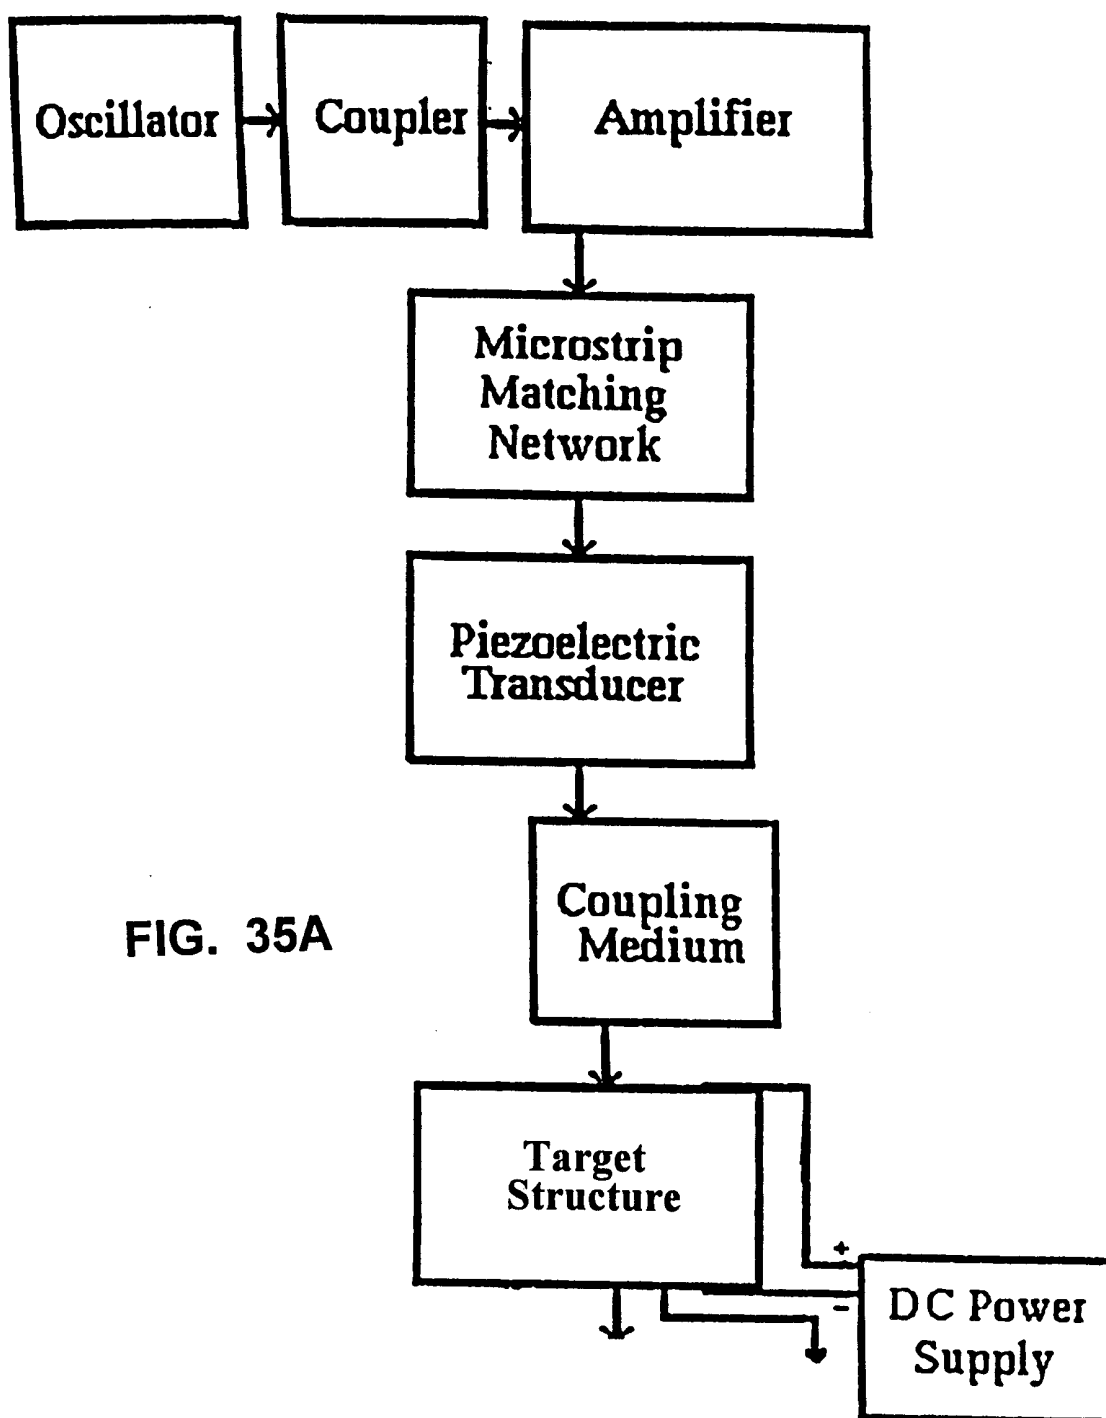 Oscillator
Coupler
Amplifier
Microstrip
Matching
Network
Piezoelectric
Transducer
Coupling
Medium
FIG. 35A
Target
Structure
+
-
DC Power
Supply